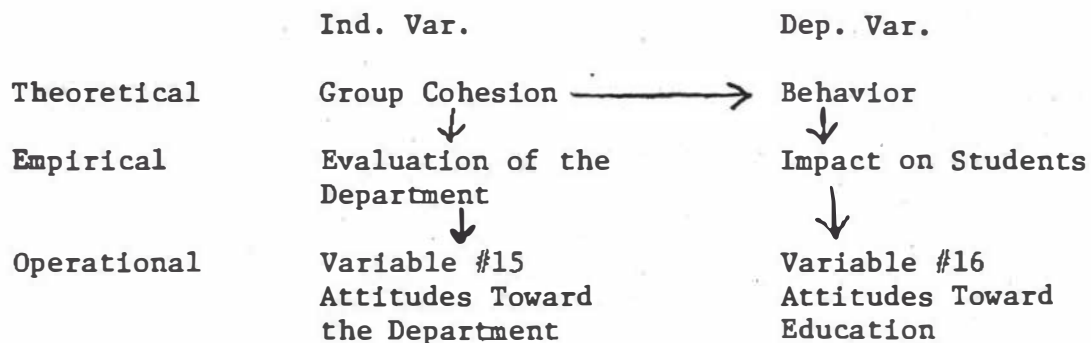 Ind. Var. Dep. Var.
Theoretical Group Cohesion Behavior
Empirical Evaluation of the Impact on Students
Department
Operational Variable #15 Variable #16
Attitudes Toward Attitudes Toward
the Department Education